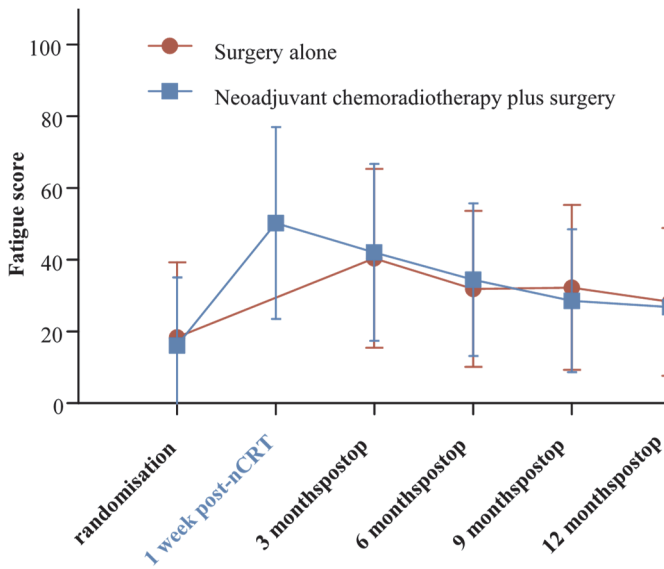 100
80
60
40
20
0
Fatigue score
Surgery alone
Neoadjuvant chemoradiotherapy plus surgery
randomisation
1 week post-nCRT
3 monthspostop
6 monthspostop
9 monthspostop
12 monthspostop